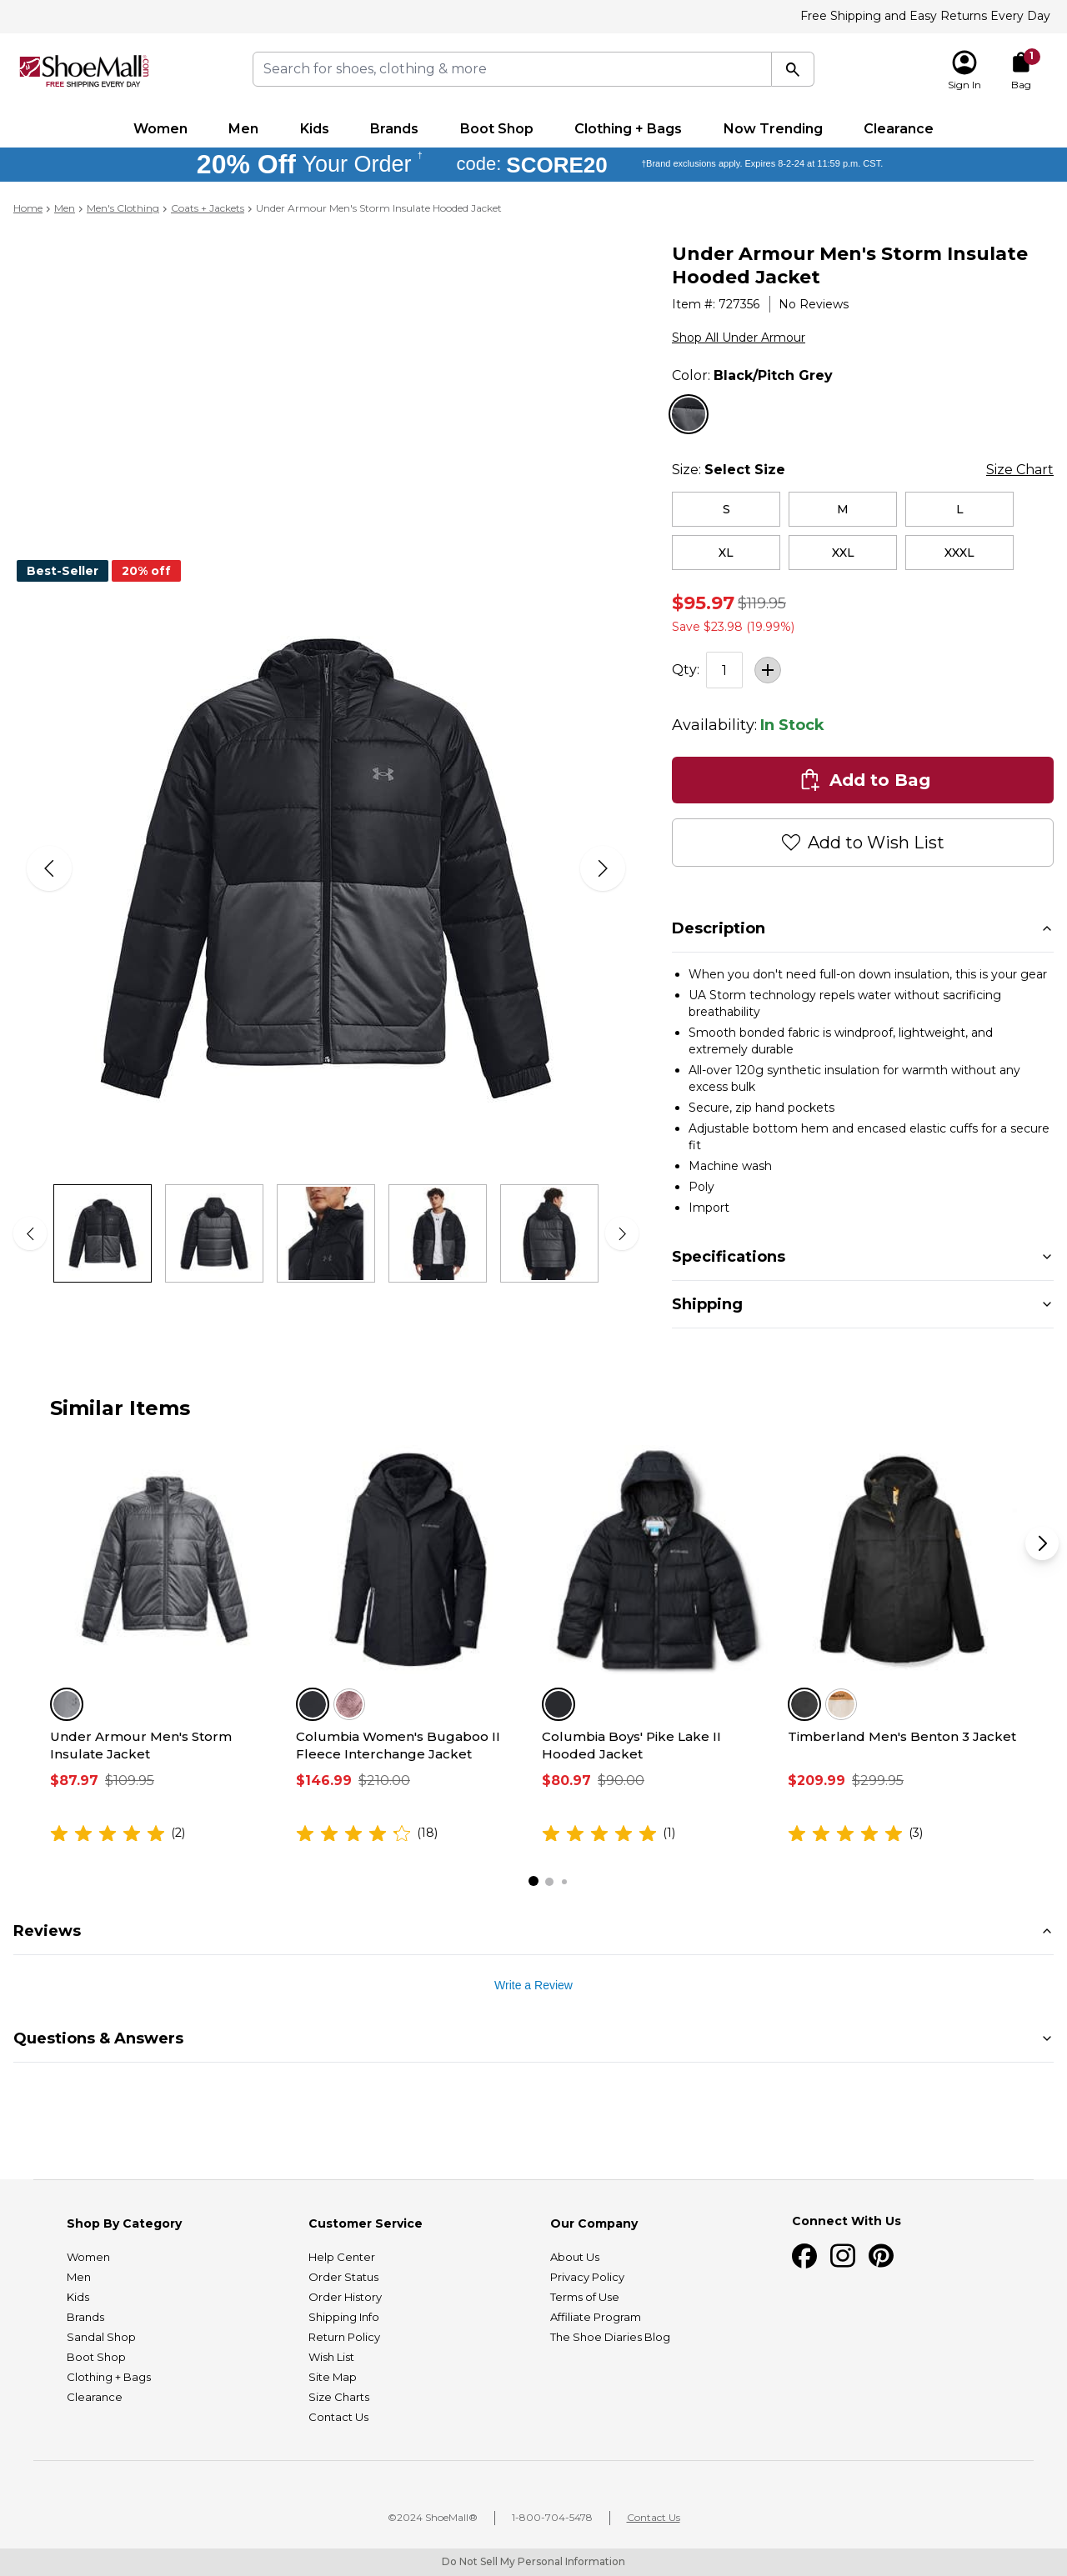 Free Shipping and Easy Returns Every Day
ShoeMall.com
FREE SHIPPING EVERY DAY
Search for shoes, clothing & more
Sign In
1
Bag
Women Men Kids Brands Boot Shop Clothing + Bags Now Trending Clearance
20% Off Your Order † code: SCORE20 †Brand exclusions apply. Expires 8-2-24 at 11:59 p.m. CST.
Home > Men > Men's Clothing > Coats + Jackets > Under Armour Men's Storm Insulate Hooded Jacket
Under Armour Men's Storm Insulate
Hooded Jacket
Item #: 727356 No Reviews
Shop All Under Armour
Color: Black/Pitch Grey
Size: Select Size Size Chart
S M L
XL XXL XXXL
Best-Seller 20% off
$95.97 $119.95
Save $23.98 (19.99%)
Qty: 1
Availability: In Stock
Add to Bag
Add to Wish List
Description
When you don't need full-on down insulation, this is your gear
UA Storm technology repels water without sacrificing
breathability
Smooth bonded fabric is windproof, lightweight, and
extremely durable
All-over 120g synthetic insulation for warmth without any
excess bulk
Secure, zip hand pockets
Adjustable bottom hem and encased elastic cuffs for a secure
fit
Machine wash
Poly
Import
Specifications
Shipping
Similar Items
Under Armour Men's Storm
Insulate Jacket
$87.97 $109.95
(2)
Columbia Women's Bugaboo II
Fleece Interchange Jacket
$146.99 $210.00
(18)
Columbia Boys' Pike Lake II
Hooded Jacket
$80.97 $90.00
(1)
Timberland Men's Benton 3 Jacket
$209.99 $299.95
(3)
Reviews
Write a Review
Questions & Answers
Shop By Category
Women
Men
Kids
Brands
Sandal Shop
Boot Shop
Clothing + Bags
Clearance
Customer Service
Help Center
Order Status
Order History
Shipping Info
Return Policy
Wish List
Site Map
Size Charts
Contact Us
Our Company
About Us
Privacy Policy
Terms of Use
Affiliate Program
The Shoe Diaries Blog
Connect With Us
©2024 ShoeMall® 1-800-704-5478 Contact Us
Do Not Sell My Personal Information